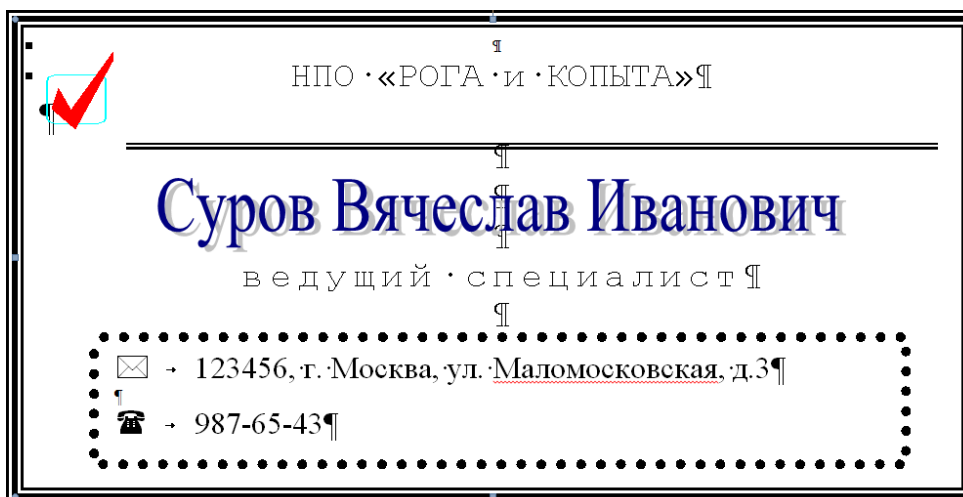 НПО «РОГА и КОПЫТА»
Суров Вячеслав Иванович
ведущий специалист
123456, г. Москва, ул. Маломосковская, д.3
987-65-43